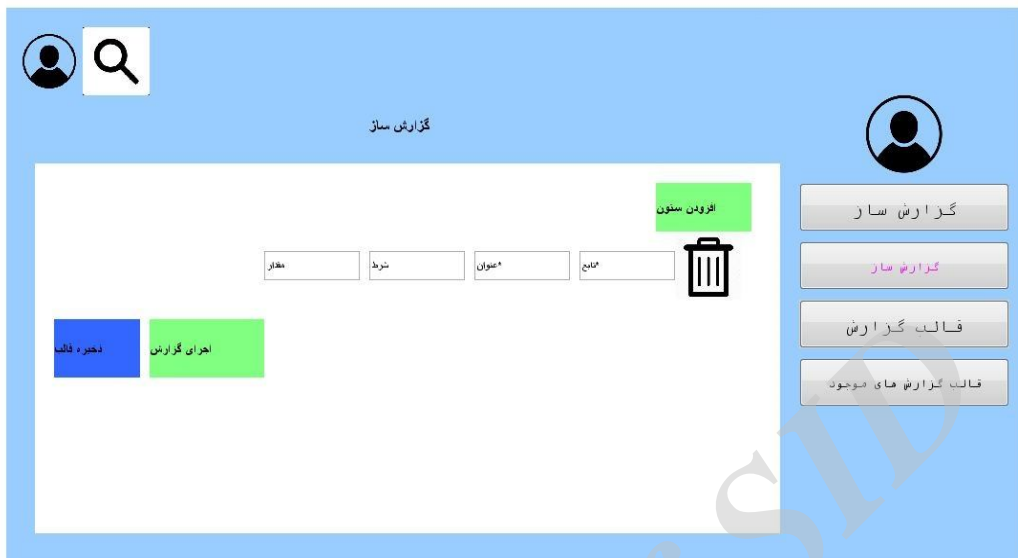 گزارش ساز
افزودن ستون
*تابع
*عنوان
شرط
مقدار
اجرای گزارش
ذخیره قالب
گزارش ساز
گزارش ساز
قالب گزارش
قالب گزارش های موجود
SID